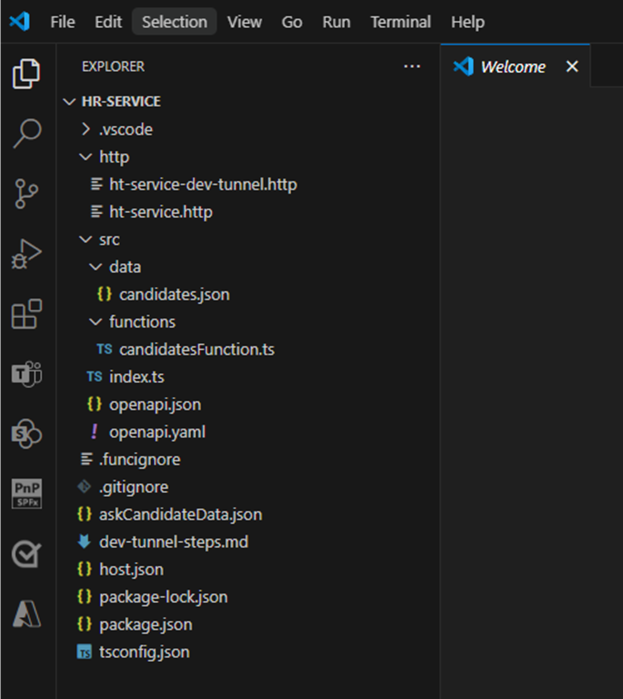 File Edit Selection View Go Run Terminal Help
EXPLORER ... Welcome
HR-SERVICE
.vscode
http
ht-service-dev-tunnel.http
ht-service.http
src
data
{} candidates.json
functions
TS candidatesFunction.ts
TS index.ts
{} openapi.json
! openapi.yaml
.funcignore
.gitignore
{} askCandidateData.json
dev-tunnel-steps.md
{} host.json
{} package-lock.json
{} package.json
TS tsconfig.json
T
S
PnP
SPFx